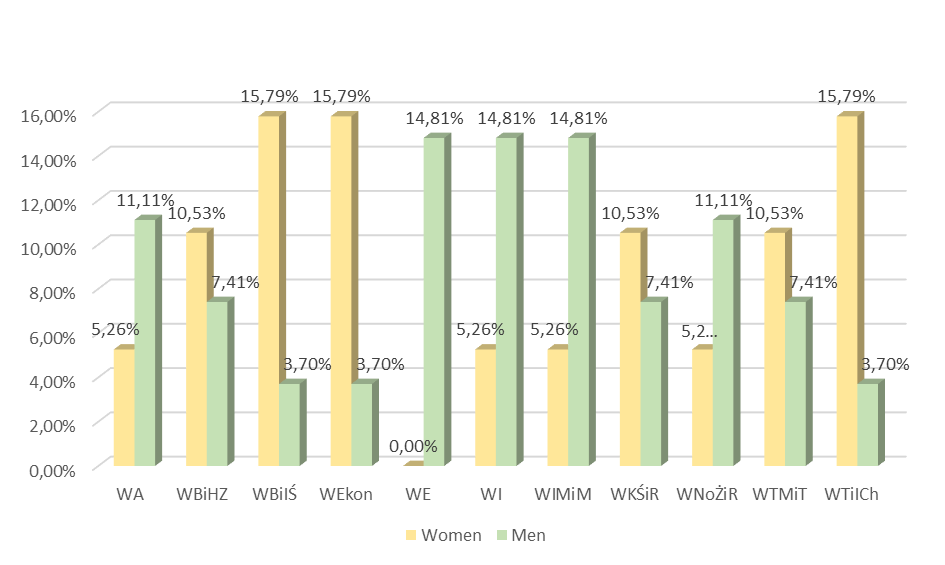 15,79% 15,79% 15,79%
16,00%
14,81% 14,81% 14,81%
14,00%
12,00%
11,11% 10,53% 10,53% 11,11% 10,53%
10,00%
8,00%
7,41% 7,41% 7,41%
6,00%
5,26% 5,26% 5,26% 5,2...
4,00%
3,70% 3,70% 3,70%
2,00%
0,00%
0,00%
WA WBiHZ WBiIŚ WEkon WE WI WIMiM WKŚiR WNoŻiR WTMiT WTiICh
Women Men